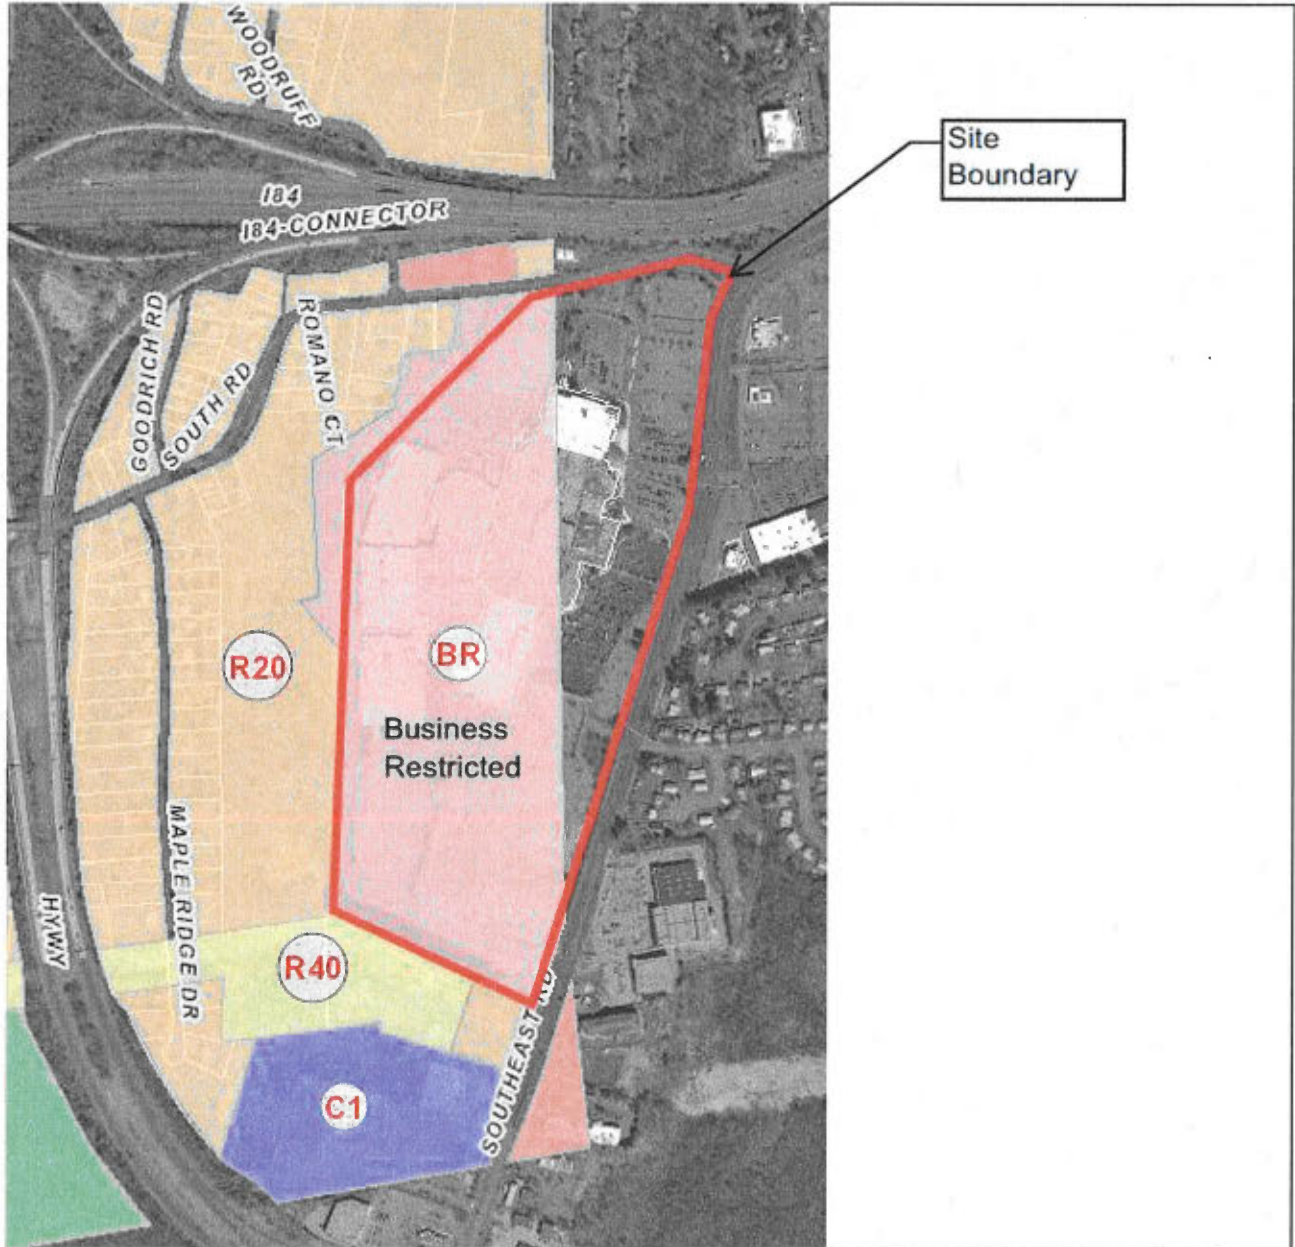 WOODRUFF
RD
Site
Boundary
I84
I84-CONNECTOR
GOODRICH RD
SOUTH RD
ROMANO CT
R20
BR
Business
Restricted
MAPLE RIDGE DR
HYWY
R40
C1
SOUTHEAST RD